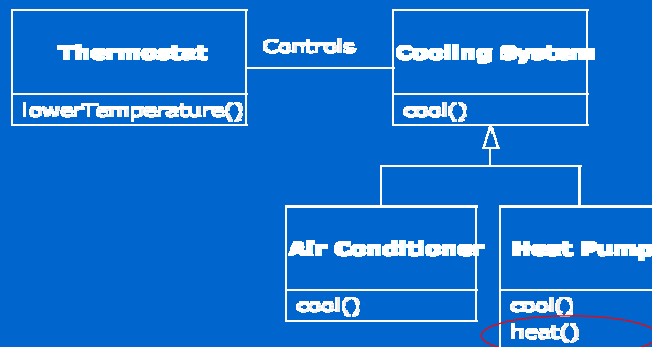 Thermostat
Controls
Cooling System
lowerTemperature()
cool()
Air Conditioner
Heat Pump
cool()
cool()
heat()